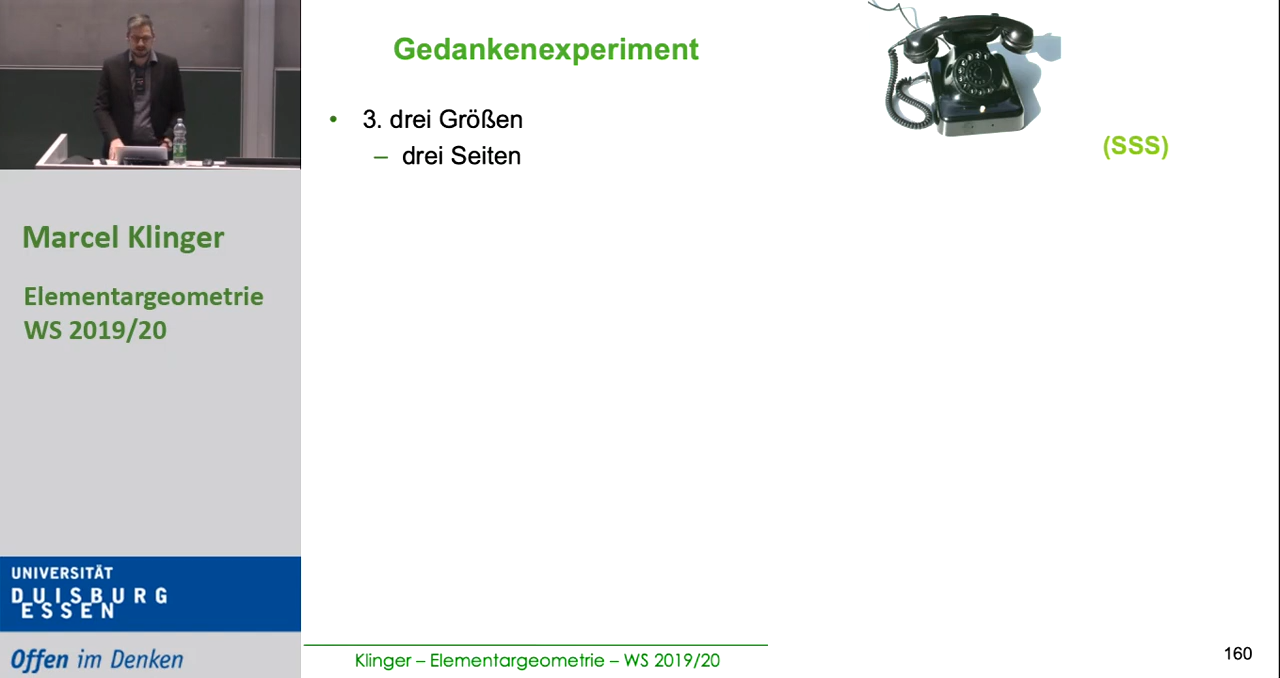 Gedankenexperiment
• 3. drei Größen
– drei Seiten
(SSS)
Marcel Klinger
Elementargeometrie
WS 2019/20
UNIVERSITÄT
DUISBURG
ESSEN
Offen im Denken
Klinger – Elementargeometrie – WS 2019/20
160